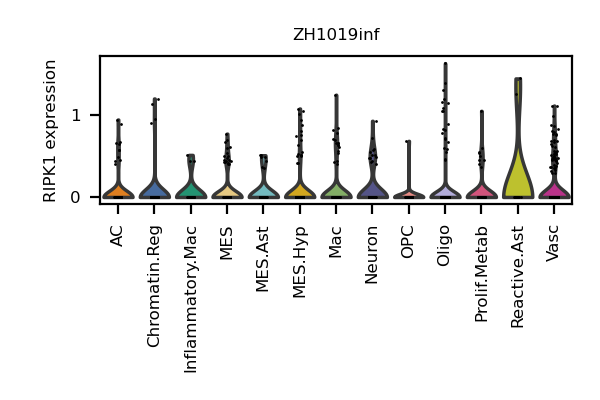 ZH1019inf
RIPK1 expression
1
0
AC
Chromatin.Reg
Inflammatory.Mac
MES
MES.Ast
MES.Hyp
Mac
Neuron
OPC
Oligo
Prolif.Metab
Reactive.Ast
Vasc